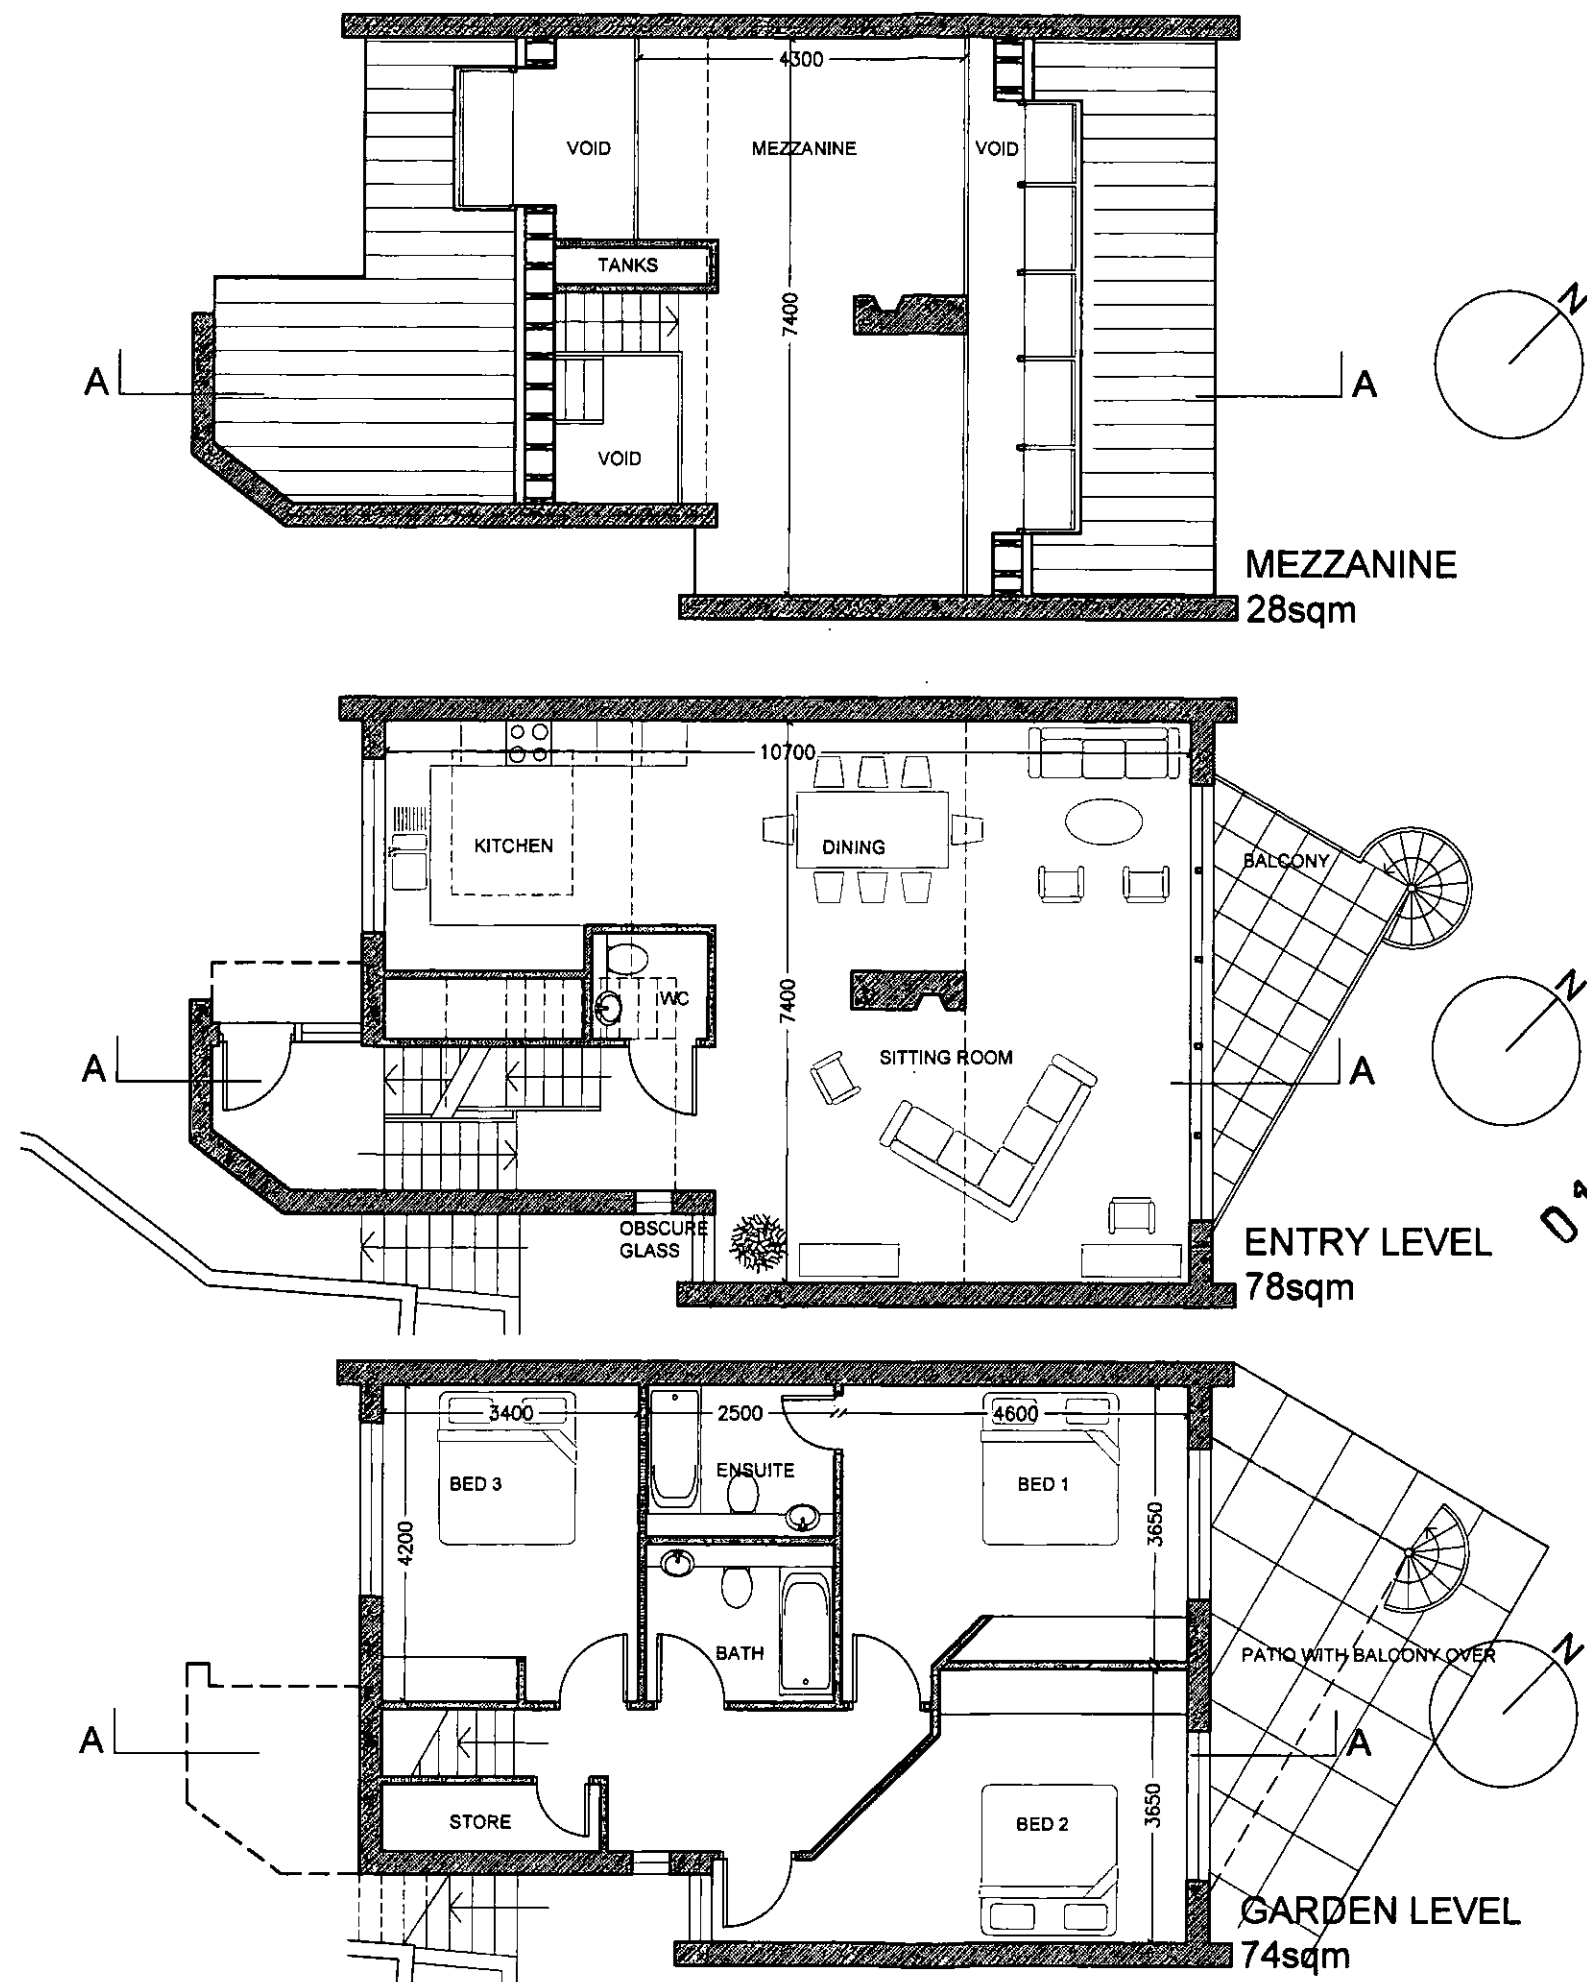 4300
VOID
MEZZANINE
VOID
TANKS
7400
N
A
A
VOID
MEZZANINE
28sqm
10700
KITCHEN
DINING
BALCONY
WC
7400
N
SITTING ROOM
A
A
OBSCURE
GLASS
ENTRY LEVEL
78sqm
3400
2500
4600
BED 3
ENSUITE
BED 1
4200
3650
BATH
PATIO WITH BALCONY OVER
N
A
A
STORE
BED 2
3650
GARDEN LEVEL
74sqm